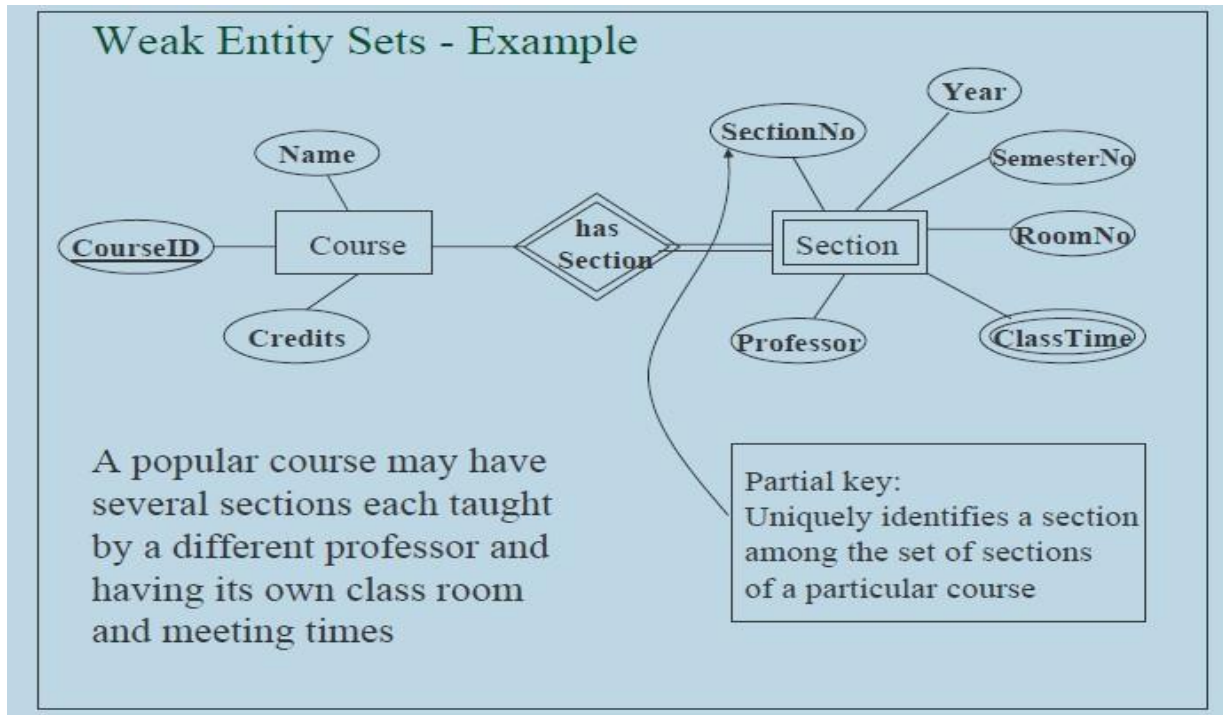 Weak Entity Sets - Example
Year
SectionNo
Name
SemesterNo
has
Section
CourseID
Course
Section
RoomNo
Credits
Professor
ClassTime
A popular course may have
several sections each taught
by a different professor and
having its own class room
and meeting times
Partial key:
Uniquely identifies a section
among the set of sections
of a particular course